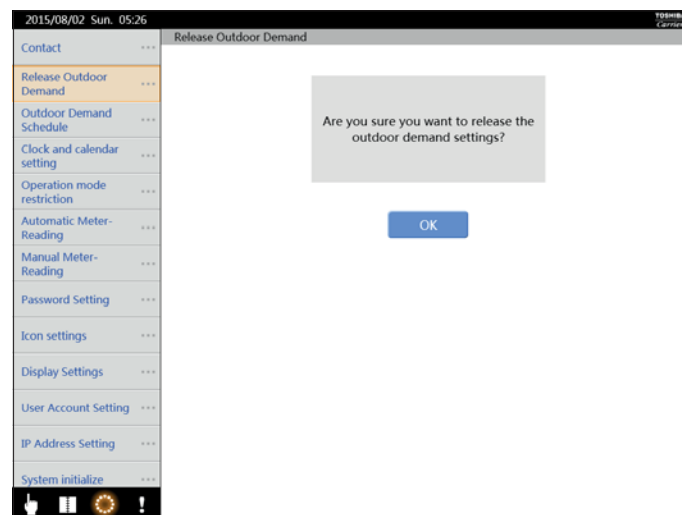 2015/08/02 Sun. 05:26
TOSHIBA
Carrier
Contact
Release Outdoor Demand
Release Outdoor
Demand
Outdoor Demand
Schedule
Clock and calendar
setting
Operation mode
restriction
Automatic Meter-
Reading
Manual Meter-
Reading
Password Setting
Icon settings
Display Settings
User Account Setting
IP Address Setting
System initialize
Are you sure you want to release the
outdoor demand settings?
OK